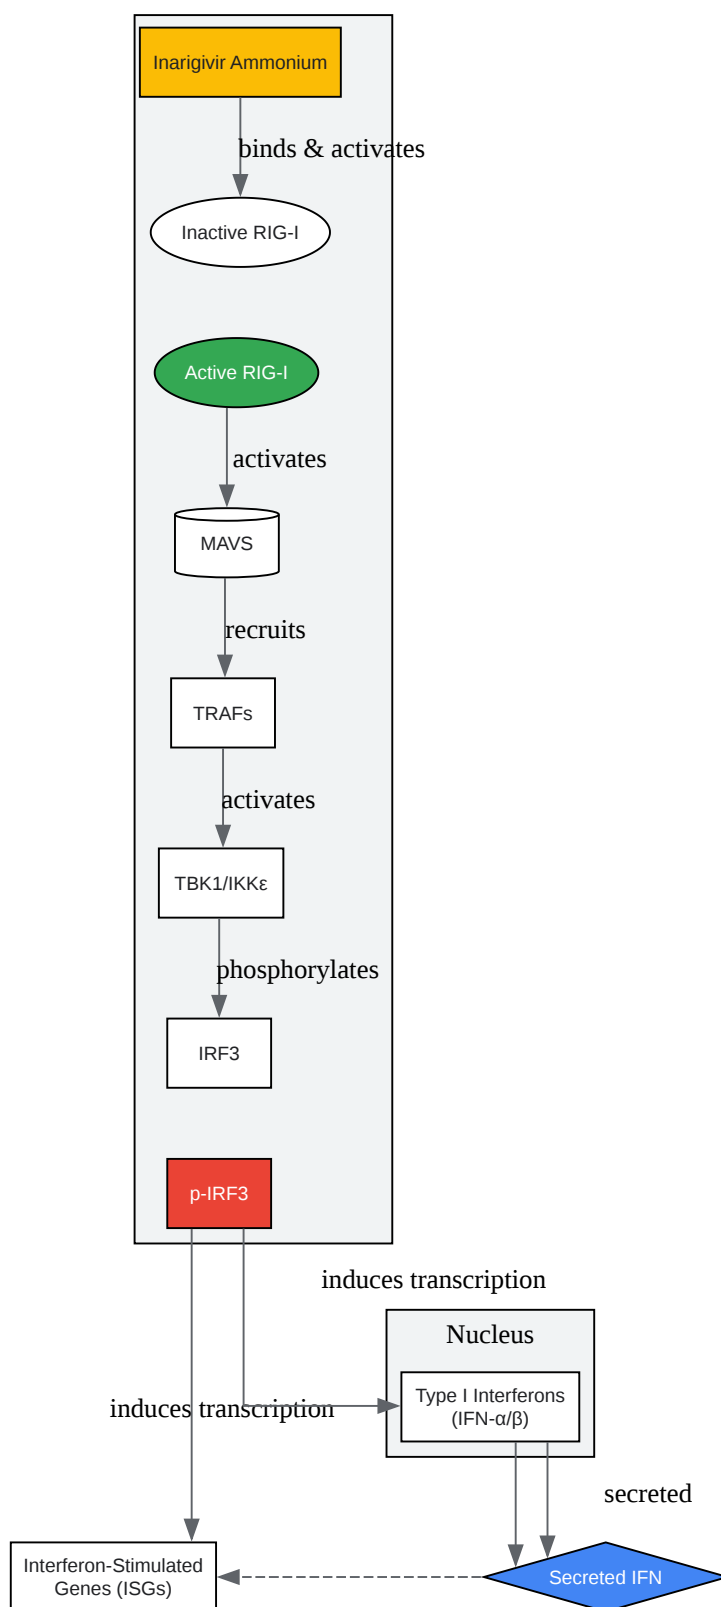 Inarigivir Ammonium
binds & activates
Inactive RIG-I
Active RIG-I
activates
MAVS
recruits
TRAFs
activates
TBK1/IKKε
phosphorylates
IRF3
p-IRF3
induces transcription
Nucleus
Type I Interferons
(IFN-α/β)
induces transcription
secreted
Interferon-Stimulated
Genes (ISGs)
Secreted IFN